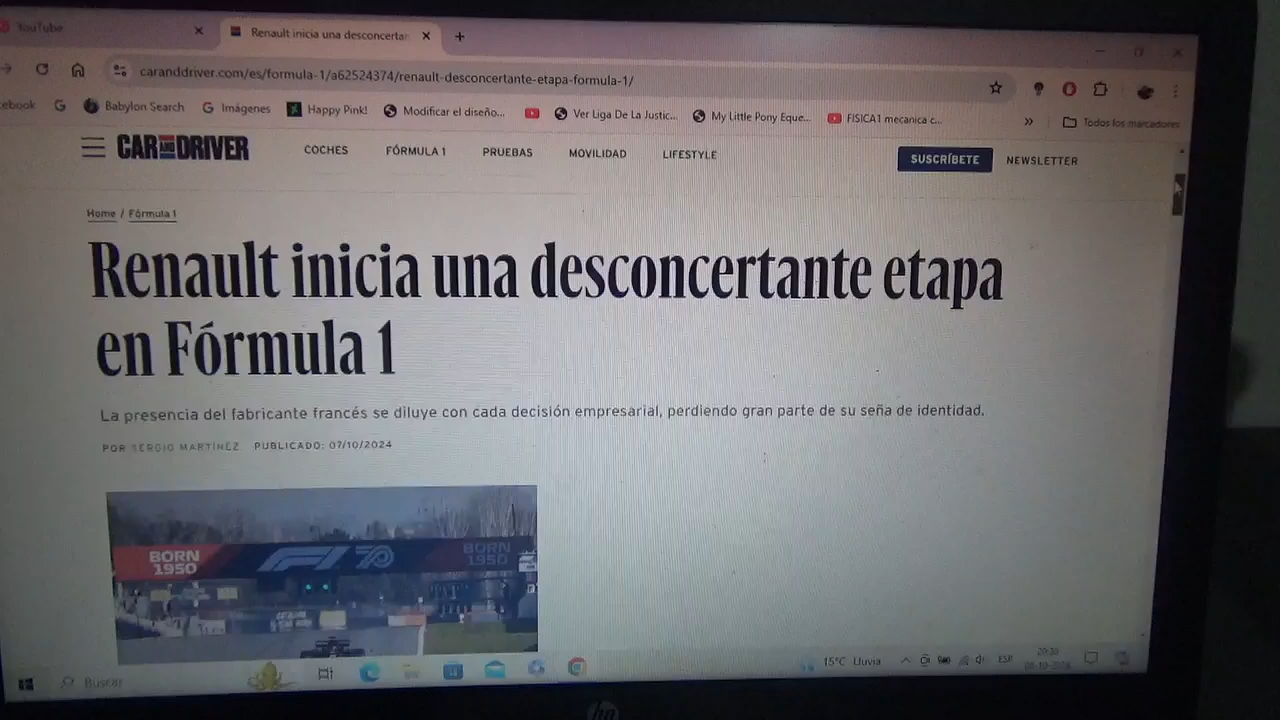 YouTube
Renault inicia una desconcertar
caranddriver.com/es/formula-1/a62524374/renault-desconcertante-etapa-formula-1/
cebook G Babylon Search G Imágenes Happy Pink! Modificar el diseño... Ver Liga De La Justic... My Little Pony Eque... FISICA1 mecanica c... » Todos los marcadores
CAR AND DRIVER COCHES FÓRMULA 1 PRUEBAS MOVILIDAD LIFESTYLE SUSCRÍBETE NEWSLETTER
Home / Fórmula 1
Renault inicia una desconcertante etapa
en Fórmula 1
La presencia del fabricante francés se diluye con cada decisión empresarial, perdiendo gran parte de su seña de identidad.
POR SERGIO MARTÍNEZ PUBLICADO: 07/10/2024
BORN
1950
F1 70
BORN
1950
15°C Lluvia ESP 20:30
Buscar
hp